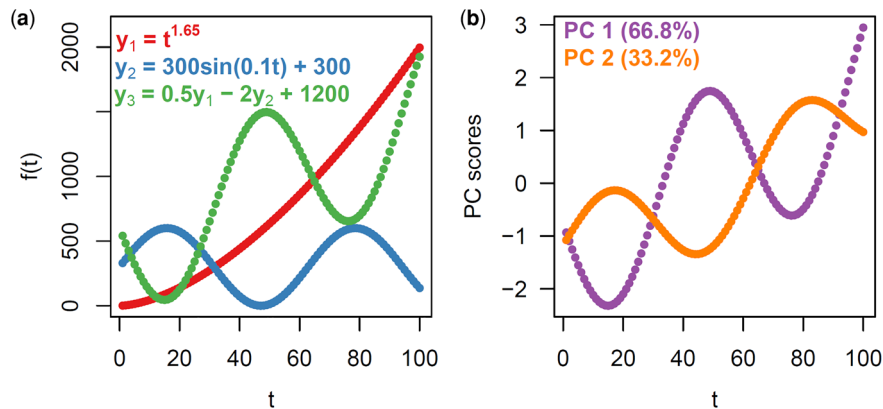 (a)
y₁ = t¹·⁶⁵
y₂ = 300sin(0.1t) + 300
y₃ = 0.5y₁ − 2y₂ + 1200
f(t)
2000
1000
500
0
0 20 40 60 80 100
t
(b)
PC 1 (66.8%)
PC 2 (33.2%)
PC scores
3
2
1
0
−1
−2
0 20 40 60 80 100
t